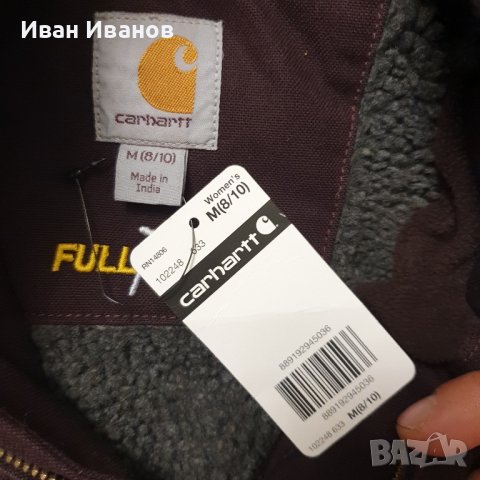 Иван Иванов
carhartt
M (8/10)
Made in
India
FULL
RN14806
102248 633
Women's
M(8/10)
carhartt
889192945036
889192945036
102248 633 M(8/10)
BAZAR